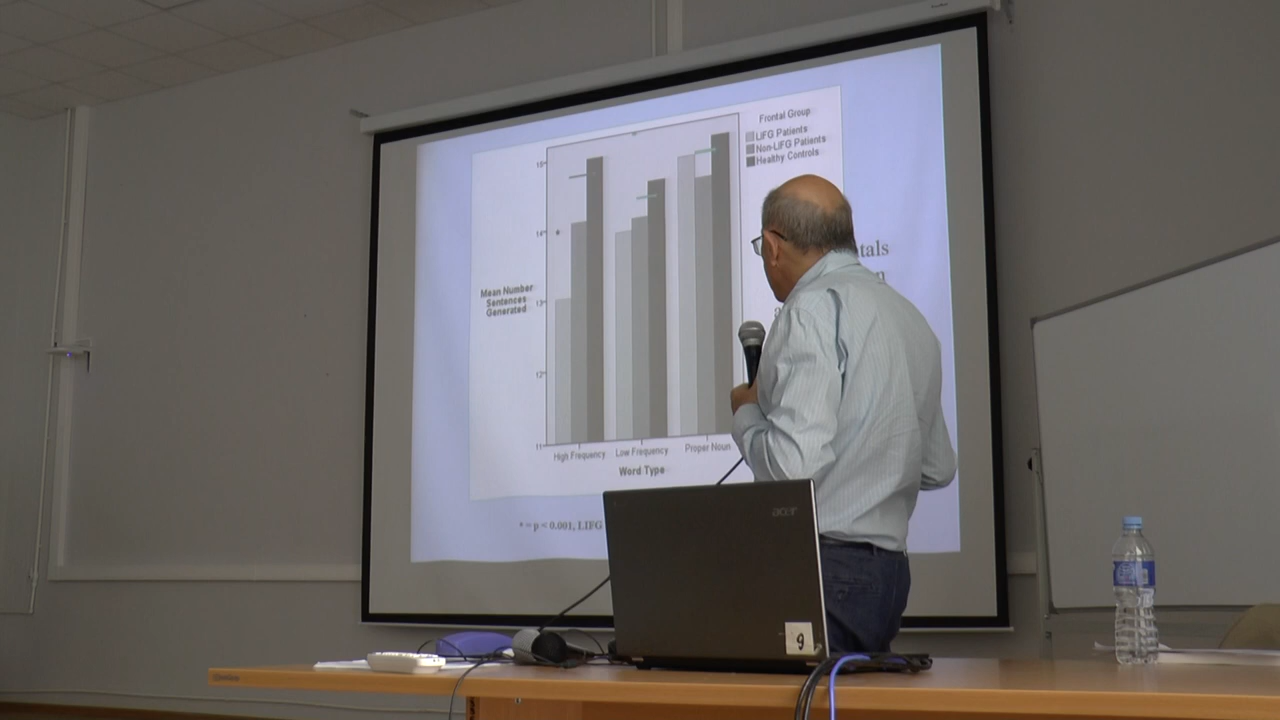 Frontal Group
LIFG Patients
Non-LIFG Patients
Healthy Controls
15
14
13
12
11
Mean Number
Sentences
Generated
High Frequency
Low Frequency
Proper Noun
Word Type
* = p < 0.001, LIFG
acer
9